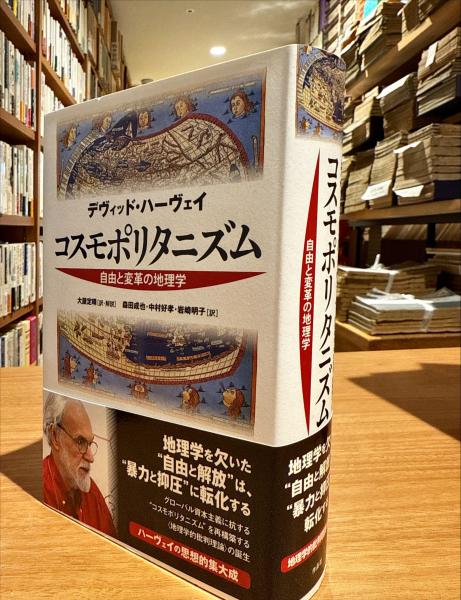 デヴィッド・ハーヴェイ
コスモポリタニズム
自由と変革の地理学
大屋定晴[訳・解説] 森田成也・中村好孝・岩崎明子[訳]
地理学を欠いた
“自由と解放”は、
“暴力と抑圧”に転化する
グローバル資本主義に抗する
“コスモポリタニズム”を再構築する
〈地理学的批判理論〉の誕生
ハーヴェイの思想的集大成
コスモポリタニズム
自由と変革の地理学
地理学を欠い
“自由と解放”
“暴力と抑圧
転化す